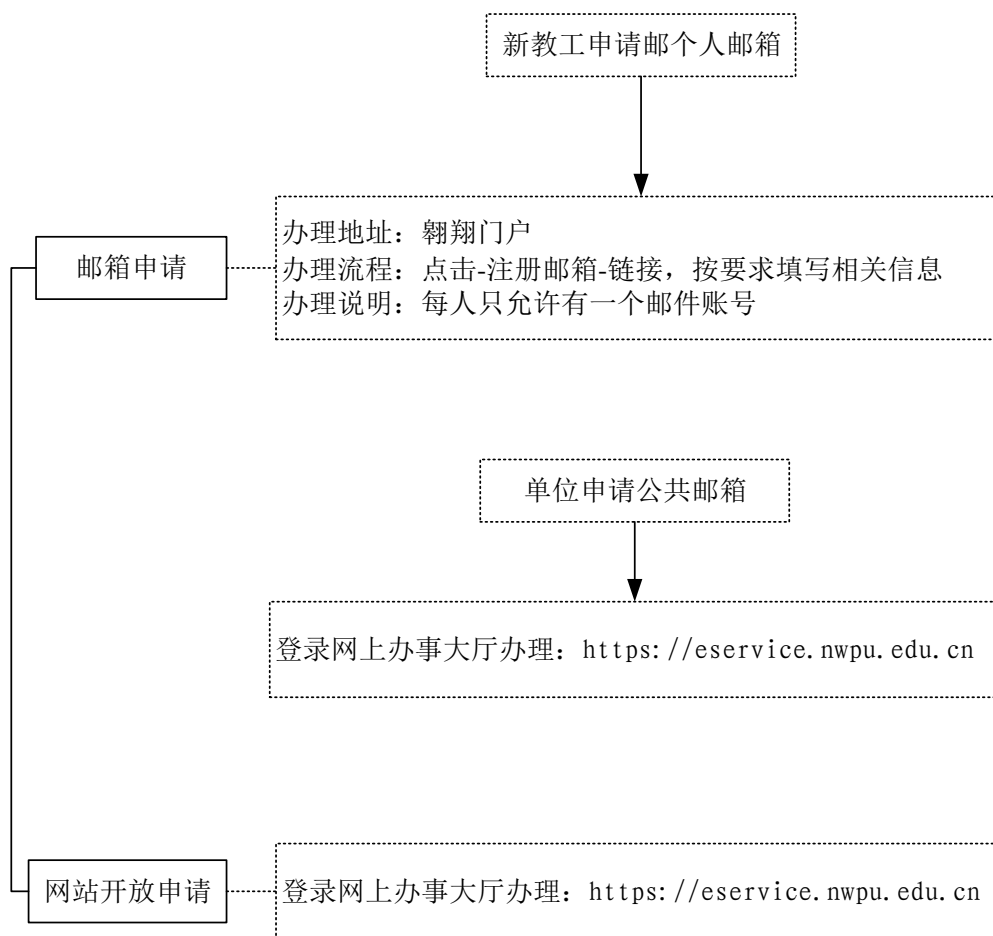 新教工申请邮个人邮箱
邮箱申请
办理地址：翱翔门户
办理流程：点击-注册邮箱-链接，按要求填写相关信息
办理说明：每人只允许有一个邮件账号
单位申请公共邮箱
登录网上办事大厅办理：https://eservice.nwpu.edu.cn
网站开放申请
登录网上办事大厅办理：https://eservice.nwpu.edu.cn